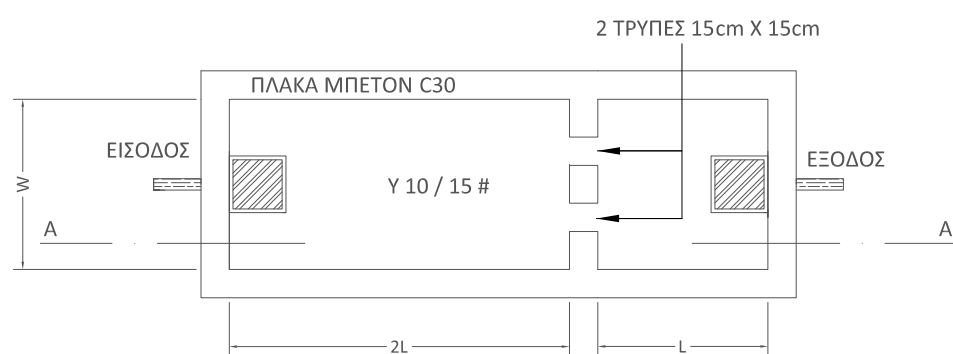 2 ΤΡΥΠΕΣ 15cm X 15cm
ΠΛΑΚΑ ΜΠΕΤΟΝ C30
ΕΙΣΟΔΟΣ
ΕΞΟΔΟΣ
W
Y 10 / 15 #
A
A
2L
L